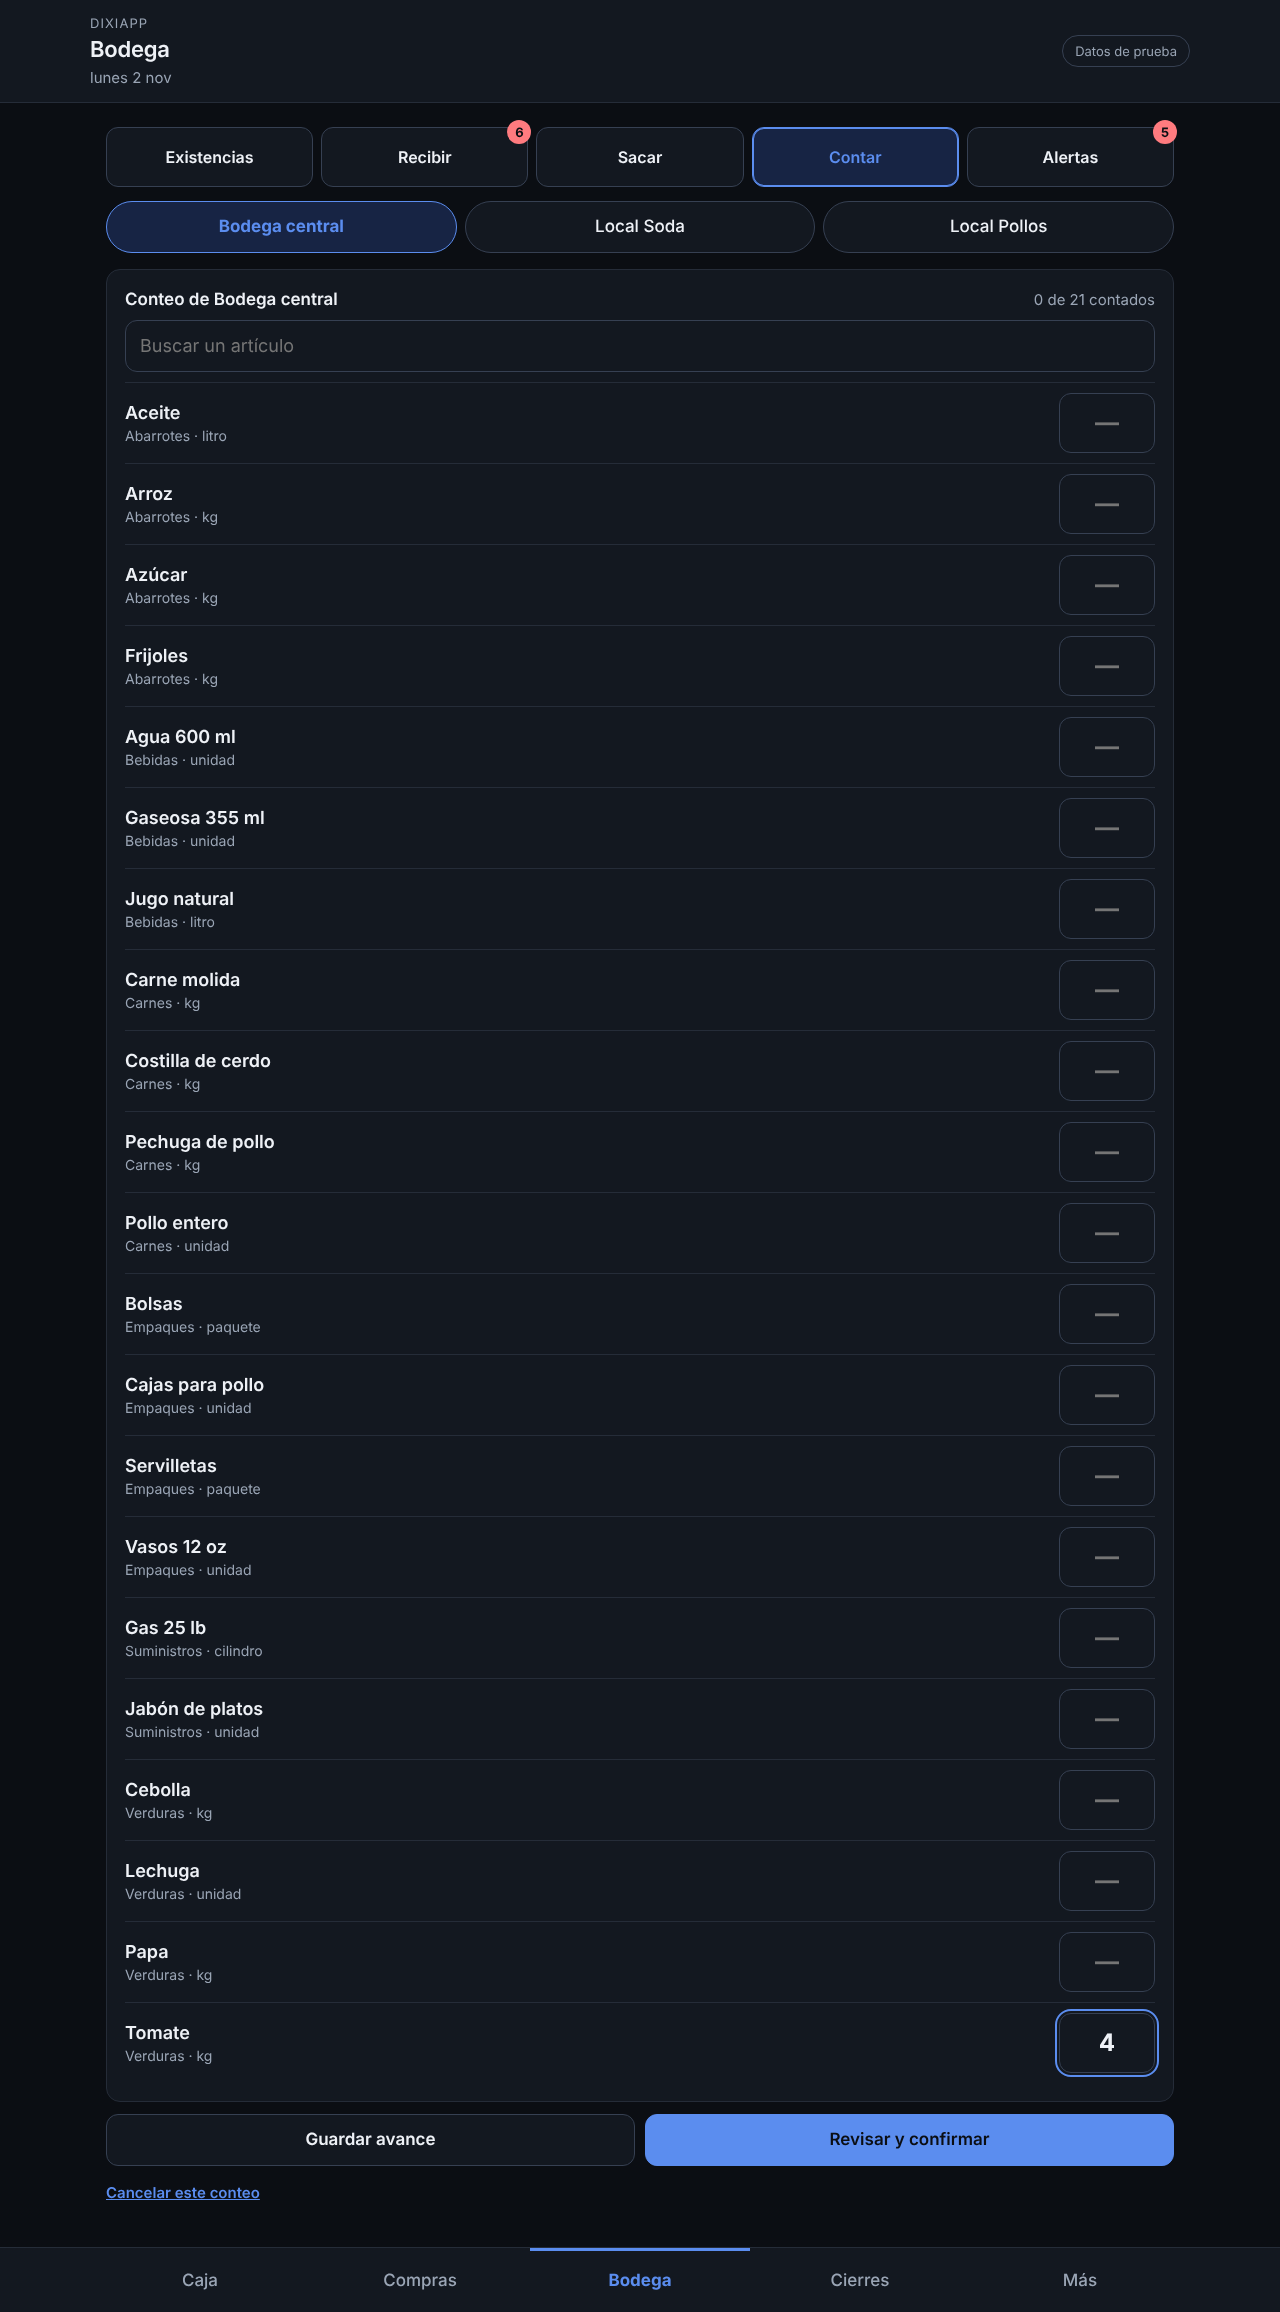 DIXIAPP
Bodega
lunes 2 nov
Datos de prueba
Existencias
Recibir
6
Sacar
Contar
Alertas
5
Bodega central
Local Soda
Local Pollos
Conteo de Bodega central
0 de 21 contados
Buscar un artículo
Aceite
Abarrotes · litro
—
Arroz
Abarrotes · kg
—
Azúcar
Abarrotes · kg
—
Frijoles
Abarrotes · kg
—
Agua 600 ml
Bebidas · unidad
—
Gaseosa 355 ml
Bebidas · unidad
—
Jugo natural
Bebidas · litro
—
Carne molida
Carnes · kg
—
Costilla de cerdo
Carnes · kg
—
Pechuga de pollo
Carnes · kg
—
Pollo entero
Carnes · unidad
—
Bolsas
Empaques · paquete
—
Cajas para pollo
Empaques · unidad
—
Servilletas
Empaques · paquete
—
Vasos 12 oz
Empaques · unidad
—
Gas 25 lb
Suministros · cilindro
—
Jabón de platos
Suministros · unidad
—
Cebolla
Verduras · kg
—
Lechuga
Verduras · unidad
—
Papa
Verduras · kg
—
Tomate
Verduras · kg
4
Guardar avance
Revisar y confirmar
Cancelar este conteo
Caja
Compras
Bodega
Cierres
Más